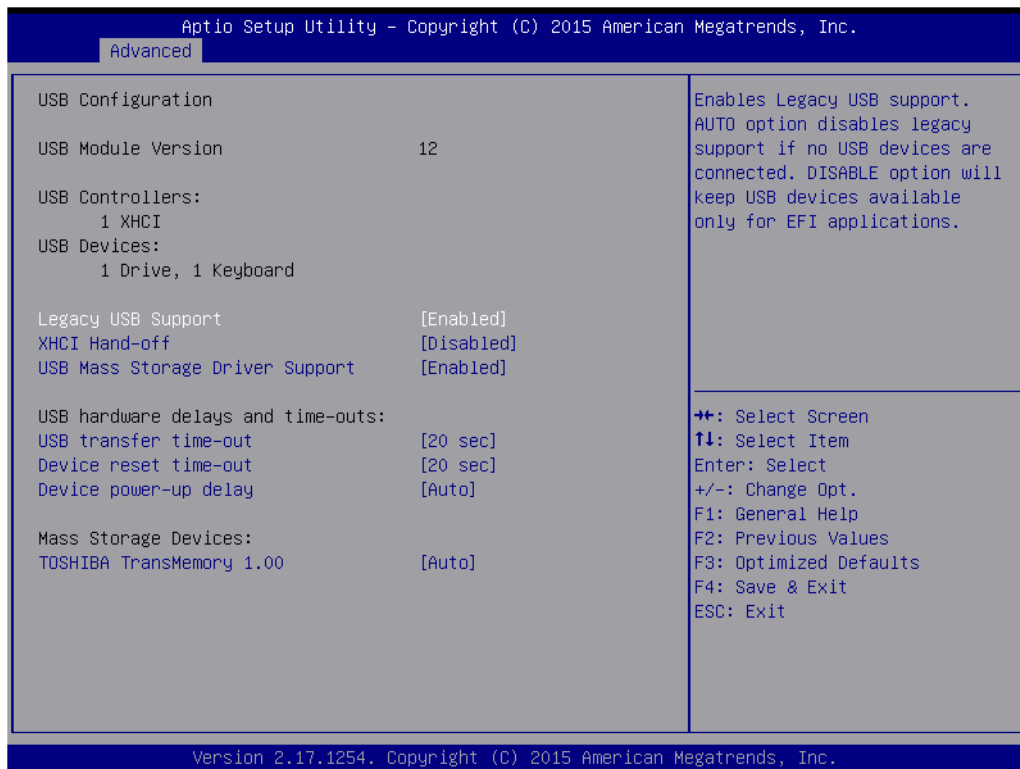 Aptio Setup Utility – Copyright (C) 2015 American Megatrends, Inc.
Advanced
USB Configuration
USB Module Version 12
USB Controllers:
1 XHCI
USB Devices:
1 Drive, 1 Keyboard
Legacy USB Support [Enabled]
XHCI Hand-off [Disabled]
USB Mass Storage Driver Support [Enabled]
USB hardware delays and time-outs:
USB transfer time-out [20 sec]
Device reset time-out [20 sec]
Device power-up delay [Auto]
Mass Storage Devices:
TOSHIBA TransMemory 1.00 [Auto]
Enables Legacy USB support.
AUTO option disables legacy
support if no USB devices are
connected. DISABLE option will
keep USB devices available
only for EFI applications.
→←: Select Screen
↑↓: Select Item
Enter: Select
+/-: Change Opt.
F1: General Help
F2: Previous Values
F3: Optimized Defaults
F4: Save & Exit
ESC: Exit
Version 2.17.1254. Copyright (C) 2015 American Megatrends, Inc.